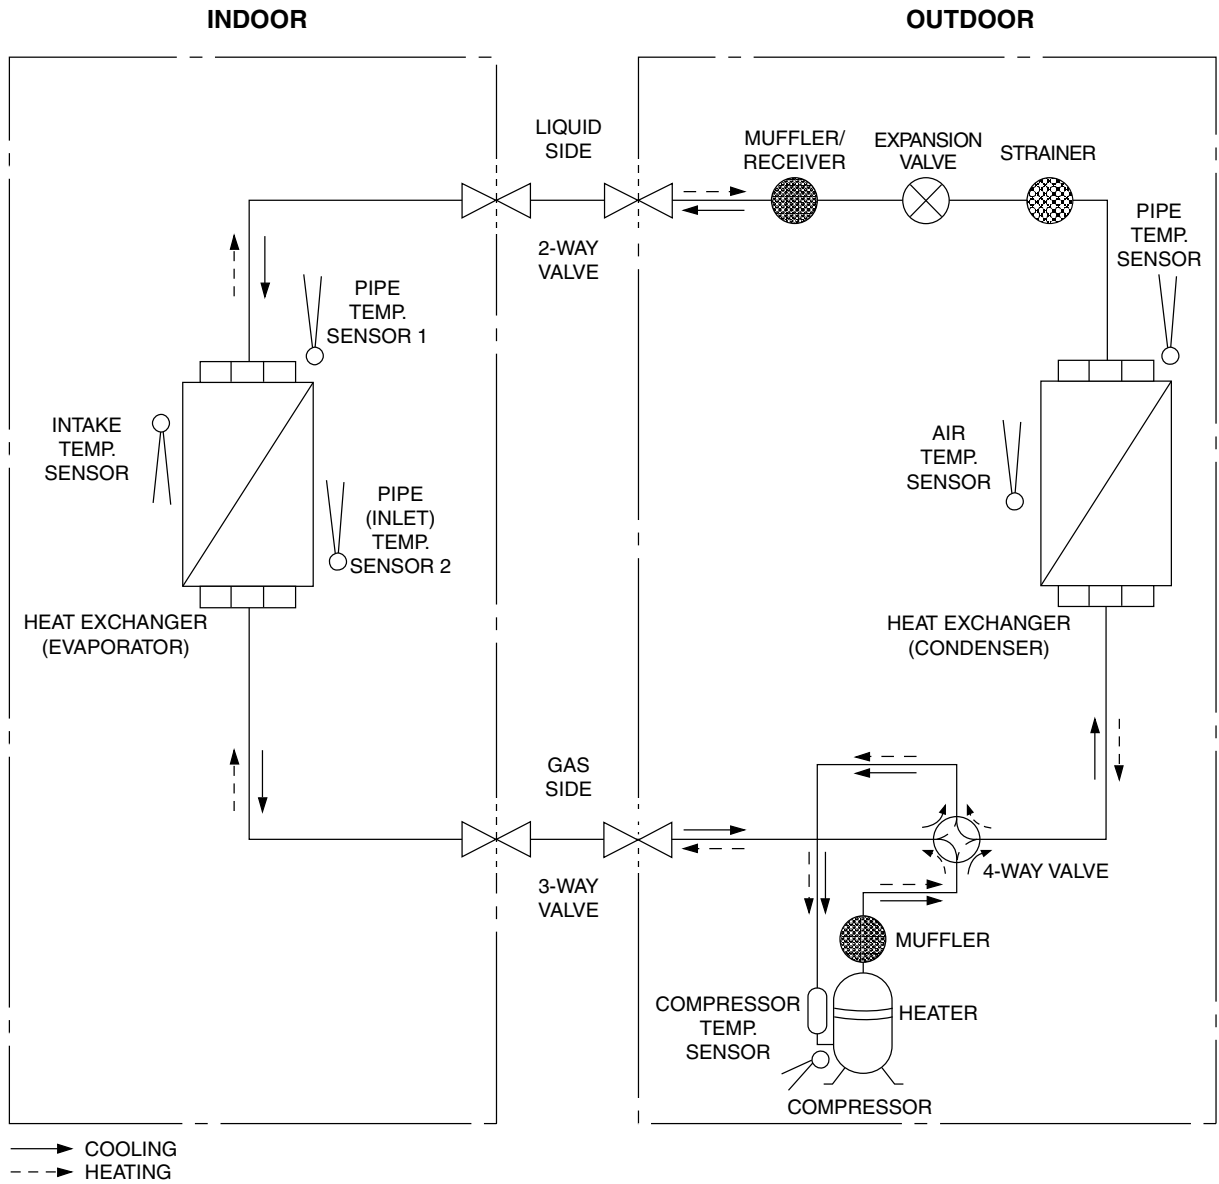 INDOOR
OUTDOOR
LIQUID
SIDE
MUFFLER/
RECEIVER
EXPANSION
VALVE
STRAINER
PIPE
TEMP.
SENSOR
2-WAY
VALVE
PIPE
TEMP.
SENSOR 1
INTAKE
TEMP.
SENSOR
PIPE
(INLET)
TEMP.
SENSOR 2
AIR
TEMP.
SENSOR
HEAT EXCHANGER
(EVAPORATOR)
HEAT EXCHANGER
(CONDENSER)
GAS
SIDE
3-WAY
VALVE
4-WAY VALVE
MUFFLER
COMPRESSOR
TEMP.
SENSOR
HEATER
COMPRESSOR
COOLING
HEATING